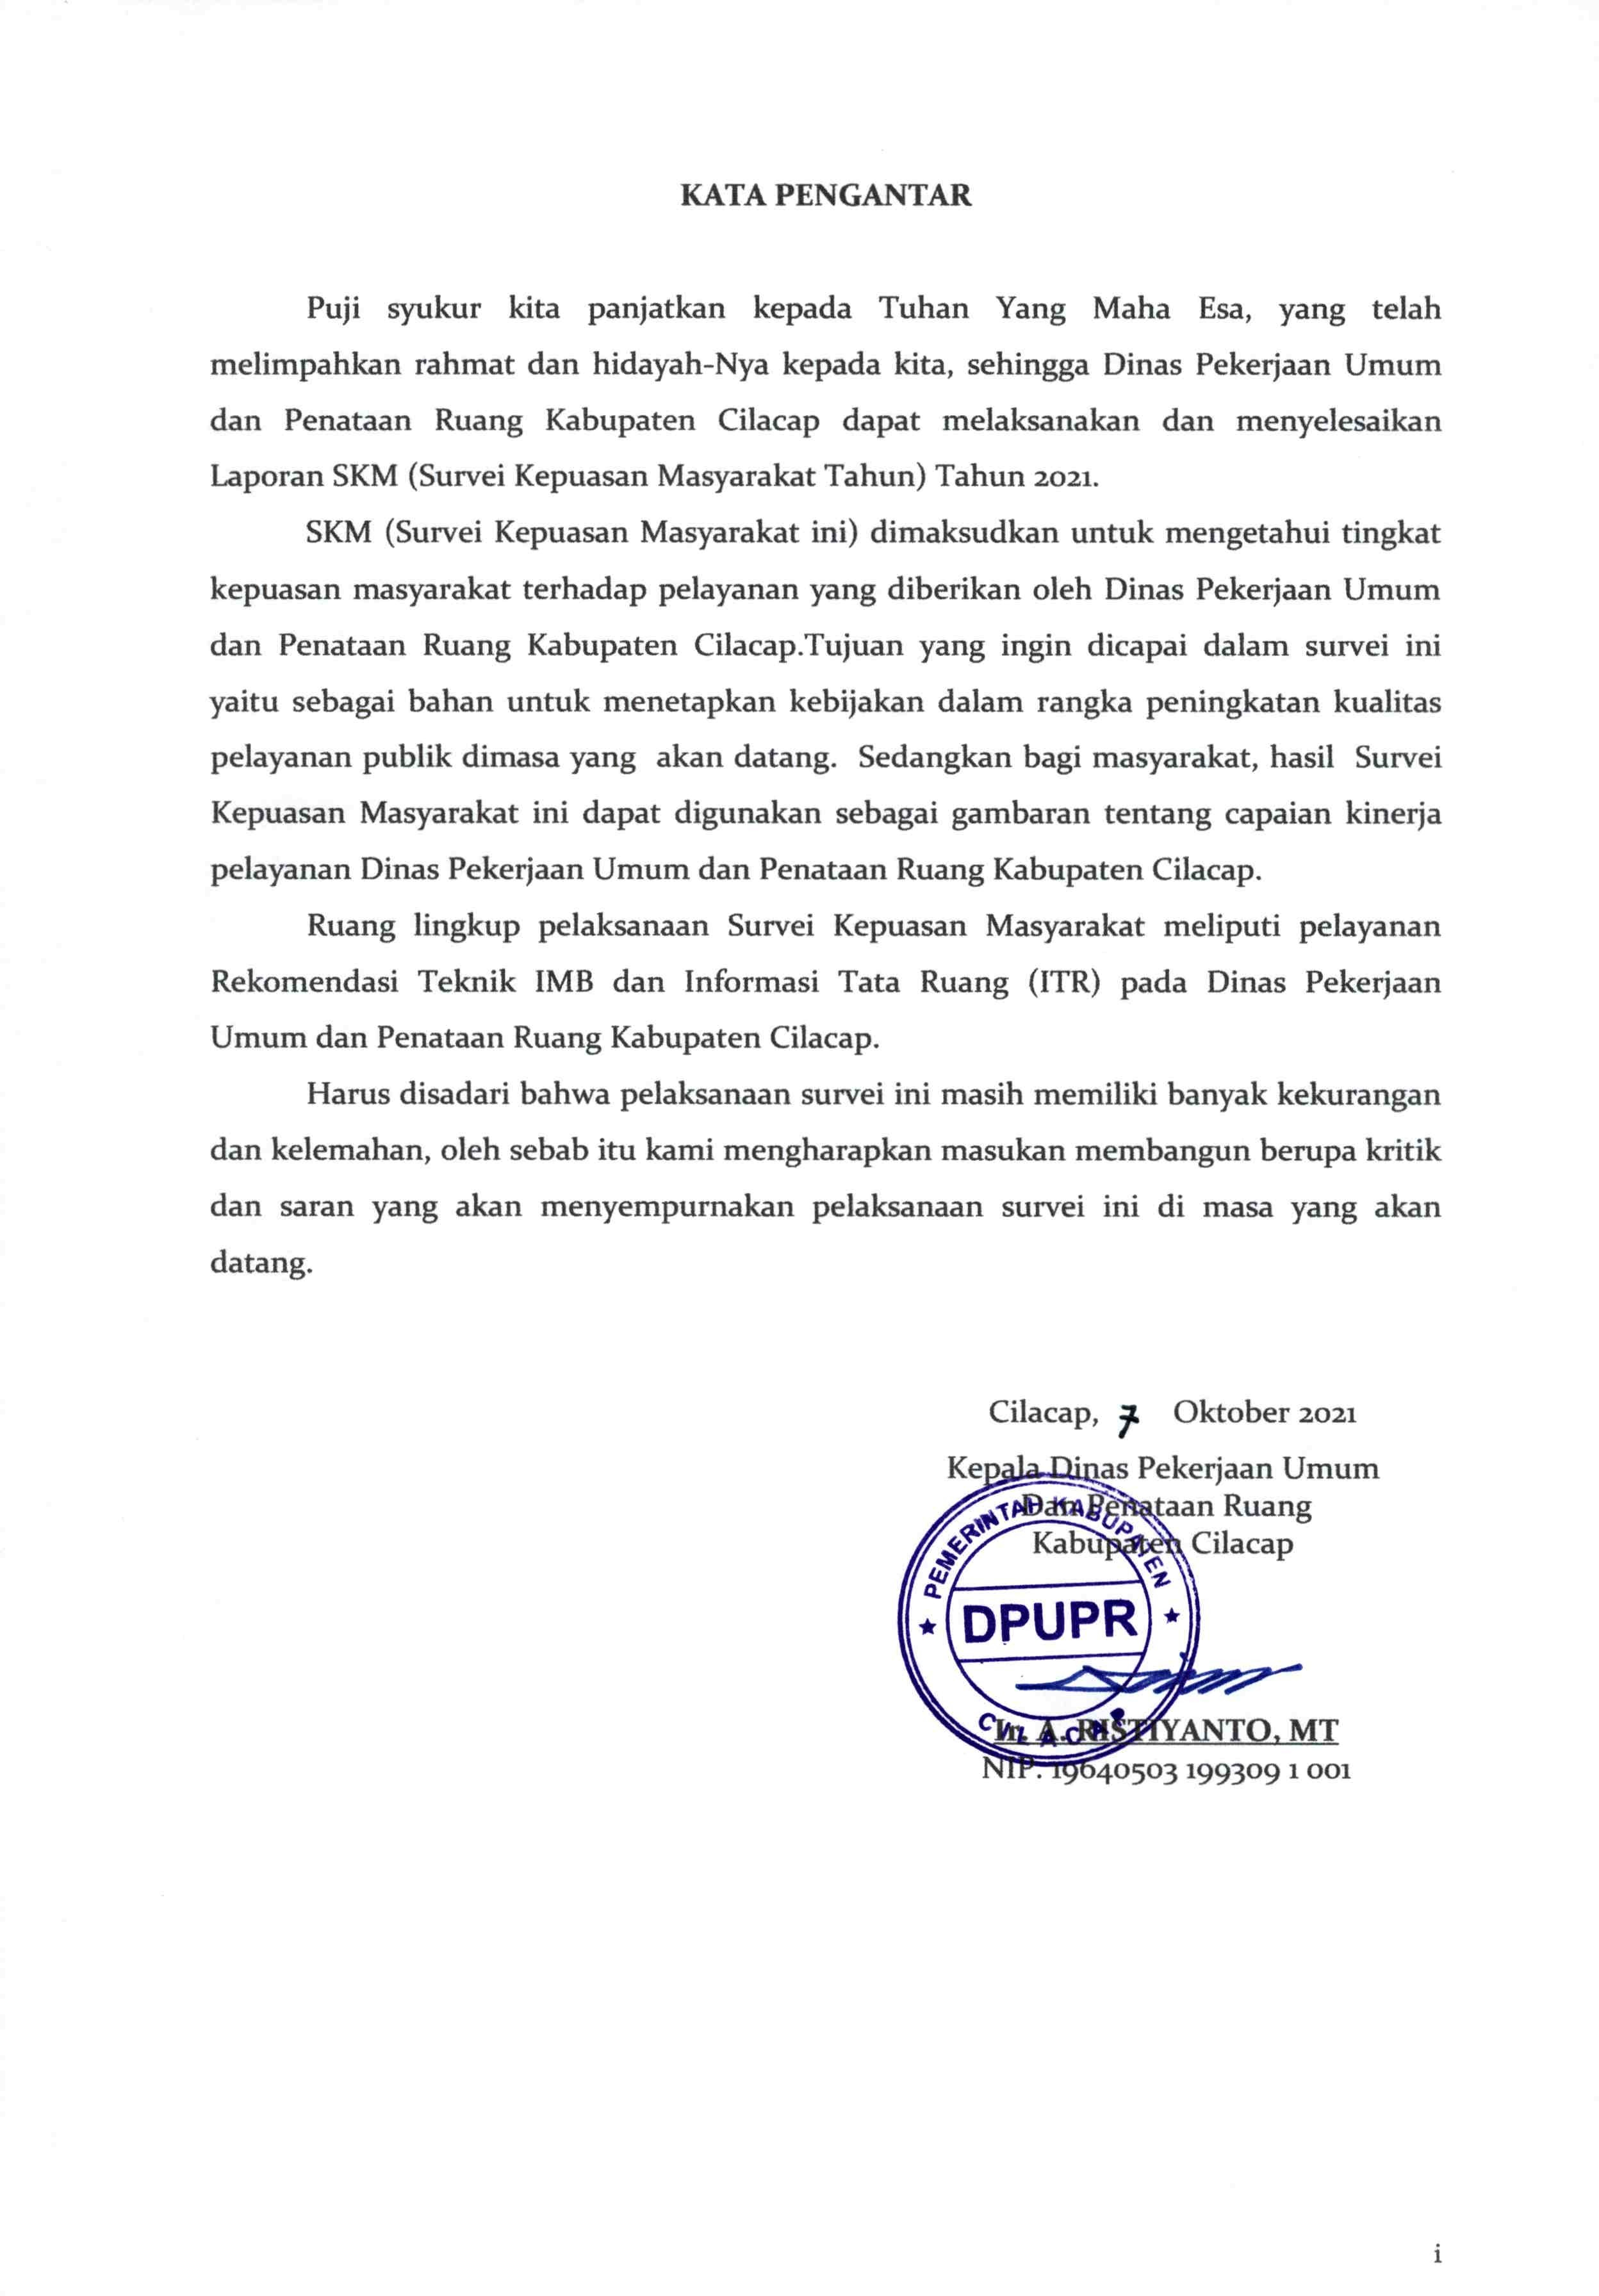 KATA PENGANTAR
Puji syukur kita panjatkan kepada Tuhan Yang Maha Esa, yang telah
melimpahkan rahmat dan hidayah-Nya kepada kita, sehingga Dinas Pekerjaan Umum
dan Penataan Ruang Kabupaten Cilacap dapat melaksanakan dan menyelesaikan
Laporan SKM (Survei Kepuasan Masyarakat Tahun) Tahun 2021.
SKM (Survei Kepuasan Masyarakat ini) dimaksudkan untuk mengetahui tingkat
kepuasan masyarakat terhadap pelayanan yang diberikan oleh Dinas Pekerjaan Umum
dan Penataan Ruang Kabupaten Cilacap.Tujuan yang ingin dicapai dalam survei ini
yaitu sebagai bahan untuk menetapkan kebijakan dalam rangka peningkatan kualitas
pelayanan publik dimasa yang akan datang. Sedangkan bagi masyarakat, hasil Survei
Kepuasan Masyarakat ini dapat digunakan sebagai gambaran tentang capaian kinerja
pelayanan Dinas Pekerjaan Umum dan Penataan Ruang Kabupaten Cilacap.
Ruang lingkup pelaksanaan Survei Kepuasan Masyarakat meliputi pelayanan
Rekomendasi Teknik IMB dan Informasi Tata Ruang (ITR) pada Dinas Pekerjaan
Umum dan Penataan Ruang Kabupaten Cilacap.
Harus disadari bahwa pelaksanaan survei ini masih memiliki banyak kekurangan
dan kelemahan, oleh sebab itu kami mengharapkan masukan membangun berupa kritik
dan saran yang akan menyempurnakan pelaksanaan survei ini di masa yang akan
datang.
Cilacap, 7 Oktober 2021
Kepala Dinas Pekerjaan Umum
Dan Penataan Ruang
Kabupaten Cilacap
PEMERINTAH KABUPATEN
DPUPR
CILACAP
Ir. A. RISTIYANTO, MT
NIP. 19640503 199309 1 001
i